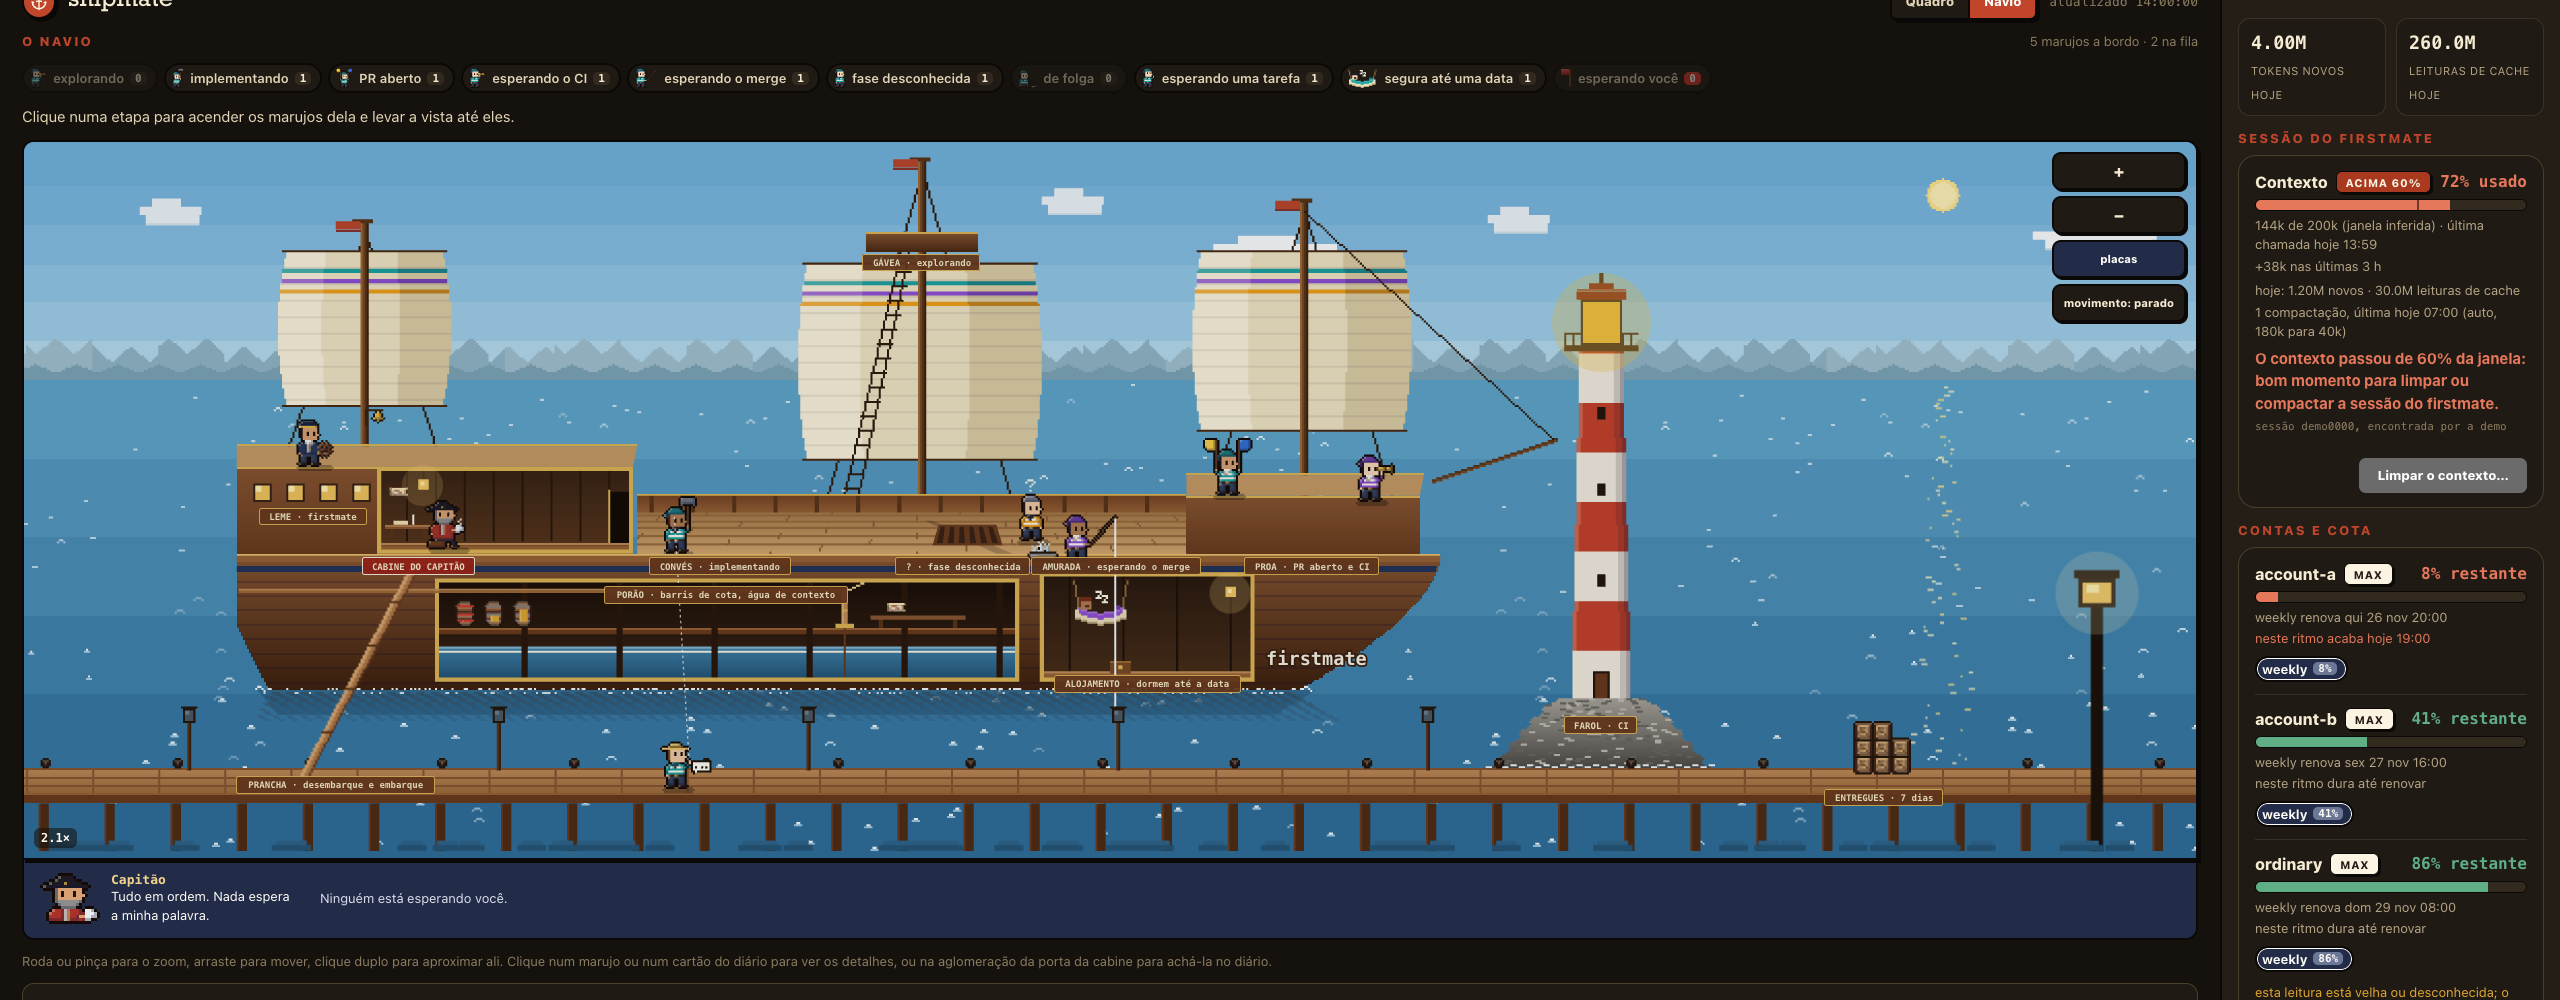 shipmate
Quadro
Navio
atualizado 14:00:00
O NAVIO
5 marujos a bordo · 2 na fila
explorando 0
implementando 1
PR aberto 1
esperando o CI 1
esperando o merge 1
fase desconhecida 1
de folga 0
esperando uma tarefa 1
segura até uma data 1
esperando você 0
Clique numa etapa para acender os marujos dela e levar a vista até eles.
+
−
placas
movimento: parado
GÁVEA · explorando
LEME · firstmate
CABINE DO CAPITÃO
CONVÉS · implementando
? · fase desconhecida
AMURADA · esperando o merge
PROA · PR aberto e CI
PORÃO · barris de cota, água de contexto
zz
firstmate
ALOJAMENTO · dormem até a data
FAROL · CI
PRANCHA · desembarque e embarque
ENTREGUES · 7 dias
2.1×
Capitão
Tudo em ordem. Nada espera
a minha palavra.
Ninguém está esperando você.
Roda ou pinça para o zoom, arraste para mover, clique duplo para aproximar ali. Clique num marujo ou num cartão do diário para ver os detalhes, ou na aglomeração da porta da cabine para achá-la no diário.
4.00M
TOKENS NOVOS
HOJE
260.0M
LEITURAS DE CACHE
HOJE
SESSÃO DO FIRSTMATE
Contexto ACIMA 60% 72% usado
144k de 200k (janela inferida) · última
chamada hoje 13:59
+38k nas últimas 3 h
hoje: 1.20M novos · 30.0M leituras de cache
1 compactação, última hoje 07:00 (auto,
180k para 40k)
O contexto passou de 60% da janela:
bom momento para limpar ou
compactar a sessão do firstmate.
sessão demo0000, encontrada por a demo
Limpar o contexto...
CONTAS E COTA
account-a MAX 8% restante
weekly renova qui 26 nov 20:00
neste ritmo acaba hoje 19:00
weekly 8%
account-b MAX 41% restante
weekly renova sex 27 nov 16:00
neste ritmo dura até renovar
weekly 41%
ordinary MAX 86% restante
weekly renova dom 29 nov 08:00
neste ritmo dura até renovar
weekly 86%
esta leitura está velha ou desconhecida; o